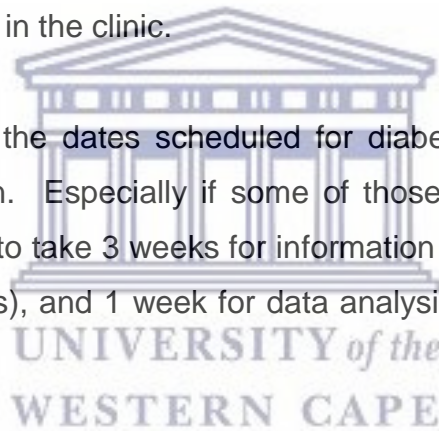 in the clinic.
the dates scheduled for diabe
Especially if some of those
to take 3 weeks for information
and 1 week for data analysi
UNIVERSITY of the
WESTERN CAPE